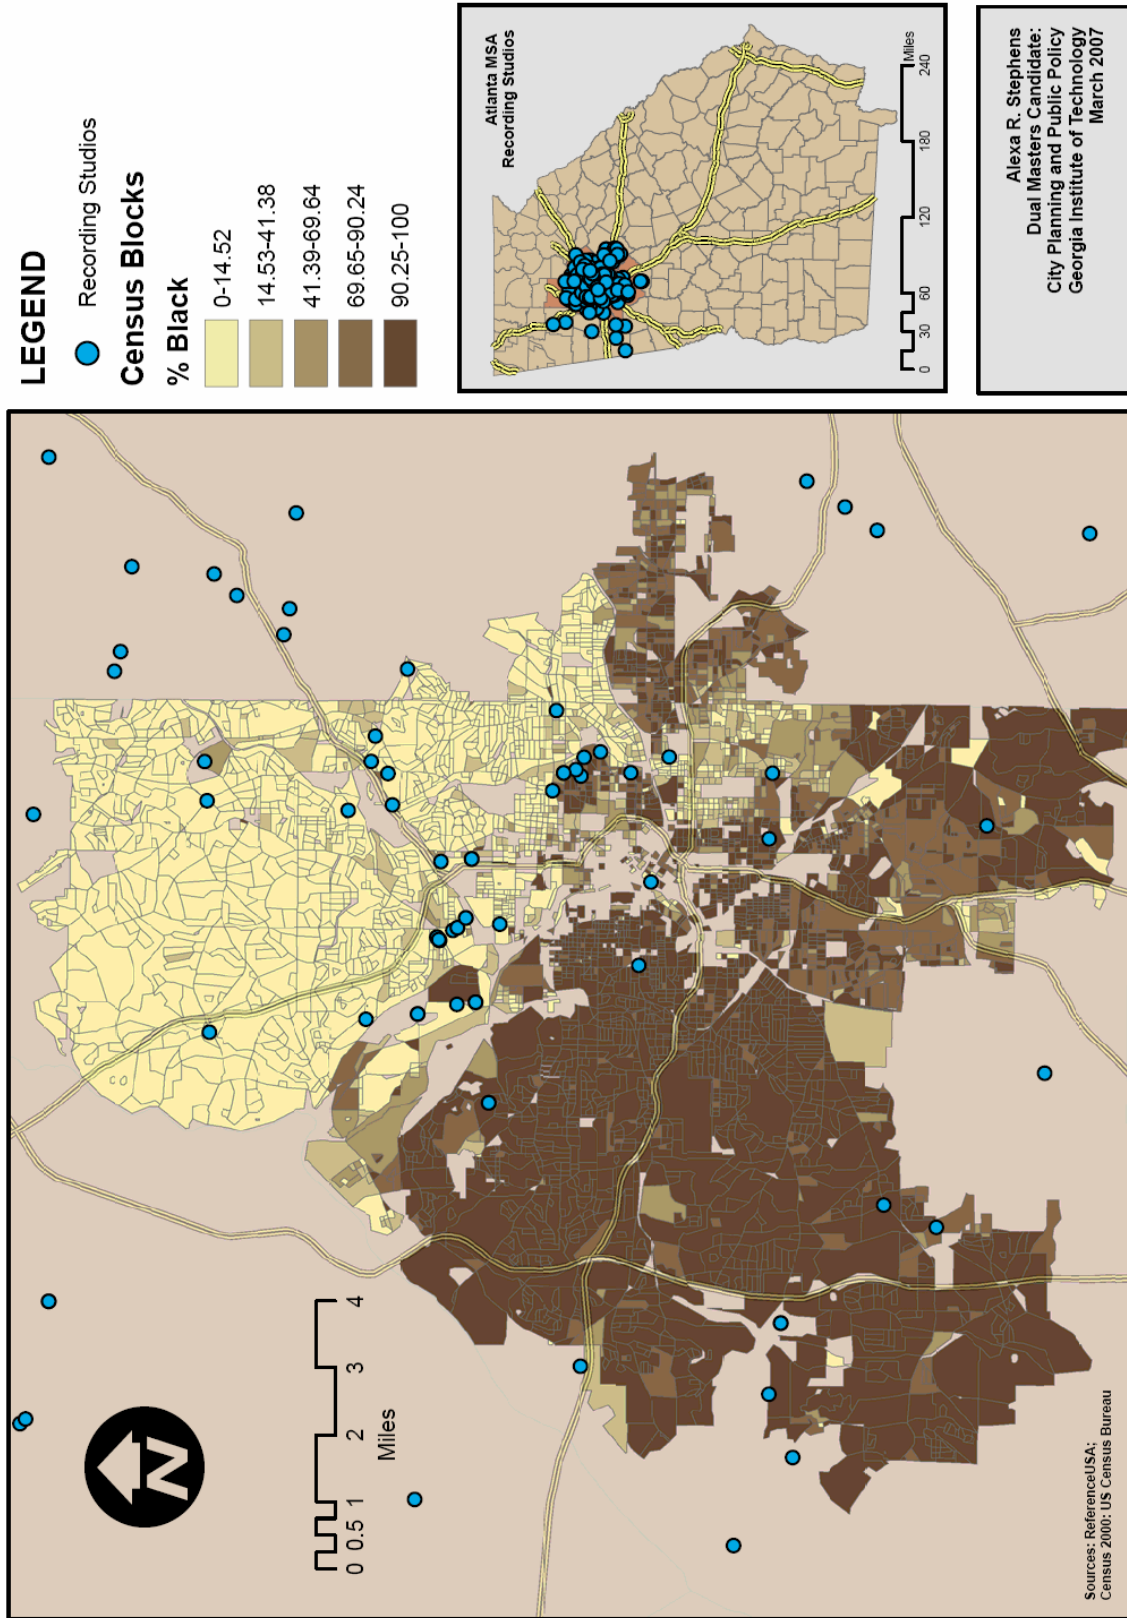 LEGEND
Recording Studios
Census Blocks
% Black
0-14.52
14.53-41.38
41.39-69.64
69.65-90.24
90.25-100
Atlanta MSA
Recording Studios
0 30 60 120 180 240
Miles
Alexa R. Stephens
Dual Masters Candidate:
City Planning and Public Policy
Georgia Institute of Technology
March 2007
N
0 0.5 1 2 3 4
Miles
Sources: ReferenceUSA;
Census 2000: US Census Bureau